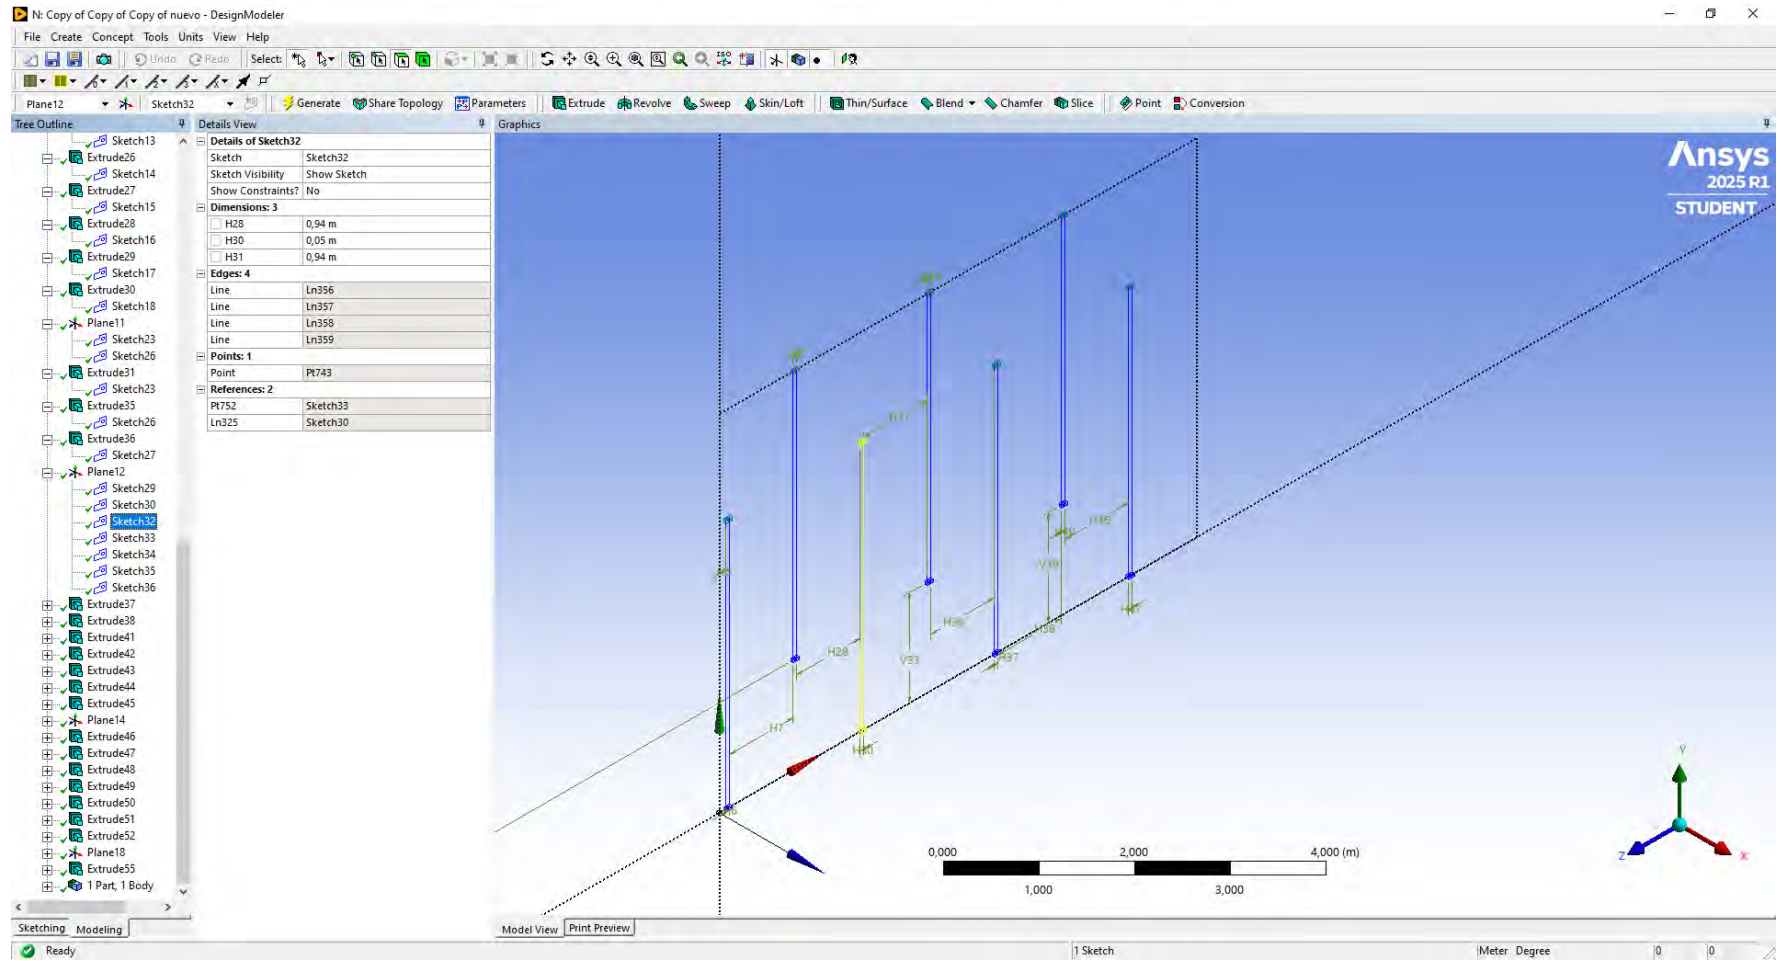 N: Copy of Copy of Copy of nuevo - DesignModeler
File Create Concept Tools Units View Help
Undo Redo Select: ISO
Plane12 Sketch32 Generate Share Topology Parameters Extrude Revolve Sweep Skin/Loft Thin/Surface Blend Chamfer Slice Point Conversion
Tree Outline
Sketch13
Extrude26
Sketch14
Extrude27
Sketch15
Extrude28
Sketch16
Extrude29
Sketch17
Extrude30
Sketch18
Plane11
Sketch23
Sketch26
Extrude31
Sketch23
Extrude35
Sketch26
Extrude36
Sketch27
Plane12
Sketch29
Sketch30
Sketch32
Sketch33
Sketch34
Sketch35
Sketch36
Extrude37
Extrude38
Extrude41
Extrude42
Extrude43
Extrude44
Extrude45
Plane14
Extrude46
Extrude47
Extrude48
Extrude49
Extrude50
Extrude51
Extrude52
Plane18
Extrude55
1 Part, 1 Body
Sketching Modeling
Details View
Details of Sketch32
Sketch Sketch32
Sketch Visibility Show Sketch
Show Constraints? No
Dimensions: 3
H28 0,94 m
H30 0,05 m
H31 0,94 m
Edges: 4
Line Ln356
Line Ln357
Line Ln358
Line Ln359
Points: 1
Point Pt743
References: 2
Pt752 Sketch33
Ln325 Sketch30
Graphics
Ansys
2025 R1
STUDENT
H28
V33
H7
H37
H38
0,000 2,000 4,000 (m)
1,000 3,000
Y
Z X
Model View Print Preview
Ready 1 Sketch Meter Degree 0 0